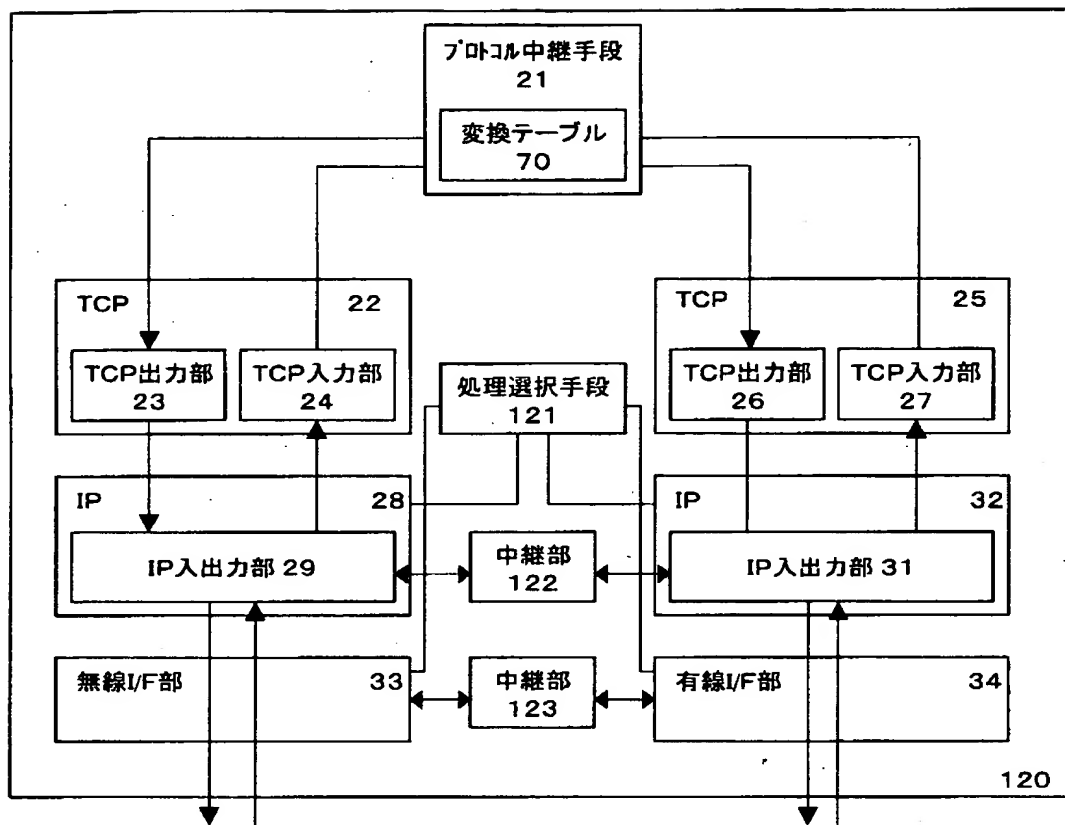 プロトコル中継手段
21
変換テーブル
70
TCP 22
TCP出力部
23
TCP入力部
24
処理選択手段
121
TCP 25
TCP出力部
26
TCP入力部
27
IP 28
IP入出力部 29
中継部
122
IP 32
IP入出力部 31
無線I/F部 33
中継部
123
有線I/F部 34
120